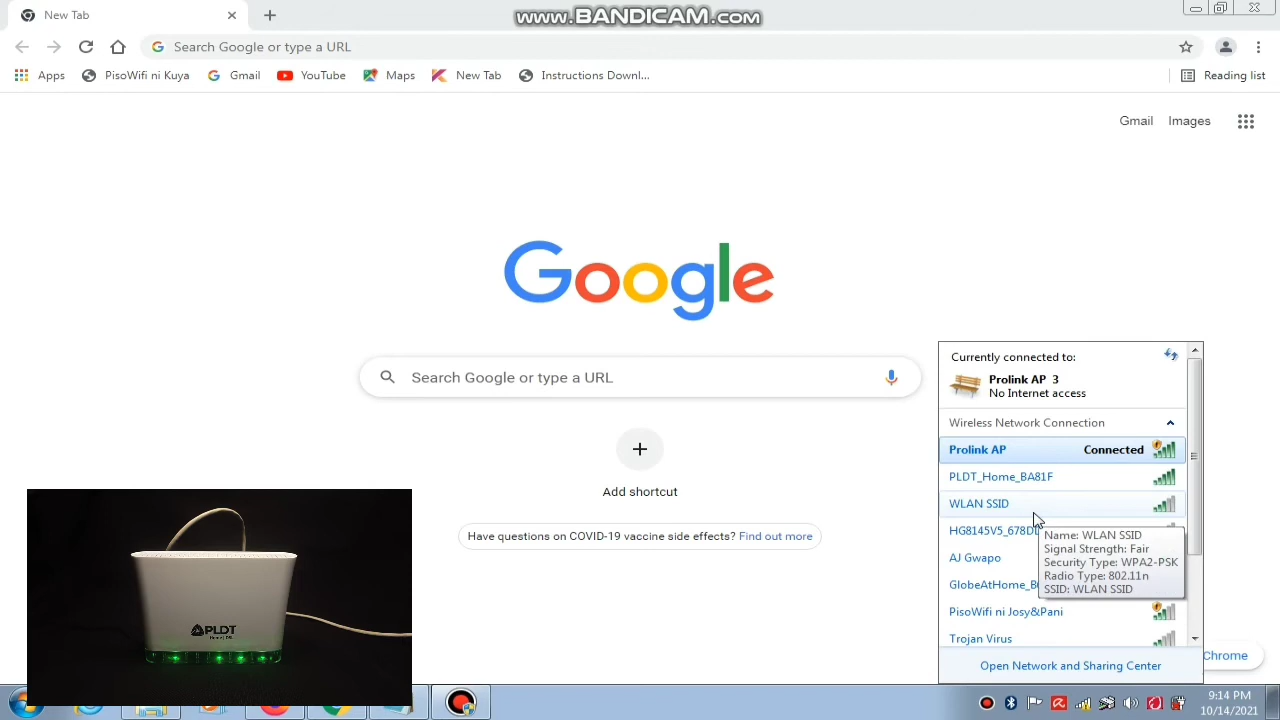 New Tab
www.BANDICAM.com
Search Google or type a URL
Apps
PisoWifi ni Kuya
Gmail
YouTube
Maps
New Tab
Instructions Downl...
Reading list
Gmail
Images
Google
Search Google or type a URL
Add shortcut
Have questions on COVID-19 vaccine side effects? Find out more
Currently connected to:
Prolink AP 3
No Internet access
Wireless Network Connection
Prolink AP Connected
PLDT_Home_BA81F
WLAN SSID
Name: WLAN SSID
Signal Strength: Fair
Security Type: WPA2-PSK
Radio Type: 802.11n
SSID: WLAN SSID
AJ Gwapo
PisoWifi ni Josy&Pani
Trojan Virus
Open Network and Sharing Center
Chrome
PLDT
9:14 PM
10/14/2021